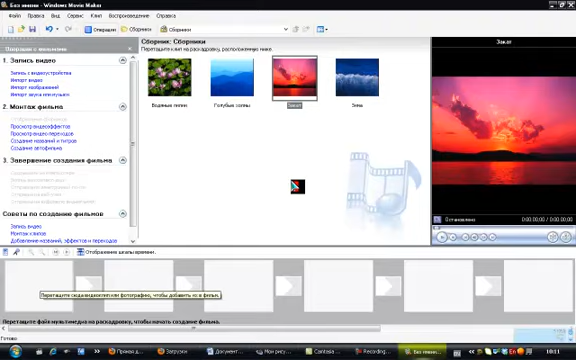 Без имени - Windows Movie Maker
Файл Правка Вид Сервис Клип Воспроизведение Справка
Операции Сборники Сборники
Операции с фильмами
1. Запись видео
Запись с видеоустройства
Импорт видео
Импорт изображений
Импорт звука или музыки
2. Монтаж фильма
Просмотр видеоэффектов
Просмотр видеопереходов
Создание названий и титров
Создание автофильма
3. Завершение создания фильма
Советы по созданию фильмов
Запись видео
Монтаж клипов
Добавление названий, эффектов и переходов
Сборник: Сборники
Перетащите клип на раскадровку, расположенную ниже.
Водяные лилии Голубые холмы Закат Зима
Закат
Остановлено 0:00:00,00 / 0:00:00,00
Отображение шкалы времени.
Перетащите сюда видеоклип или фотографию, чтобы добавить их в фильм.
Перетащите файл мультимедиа на раскадровку, чтобы начать создание фильма.
Готово
Загрузки
Recording...
Без имени...
EN
10:11